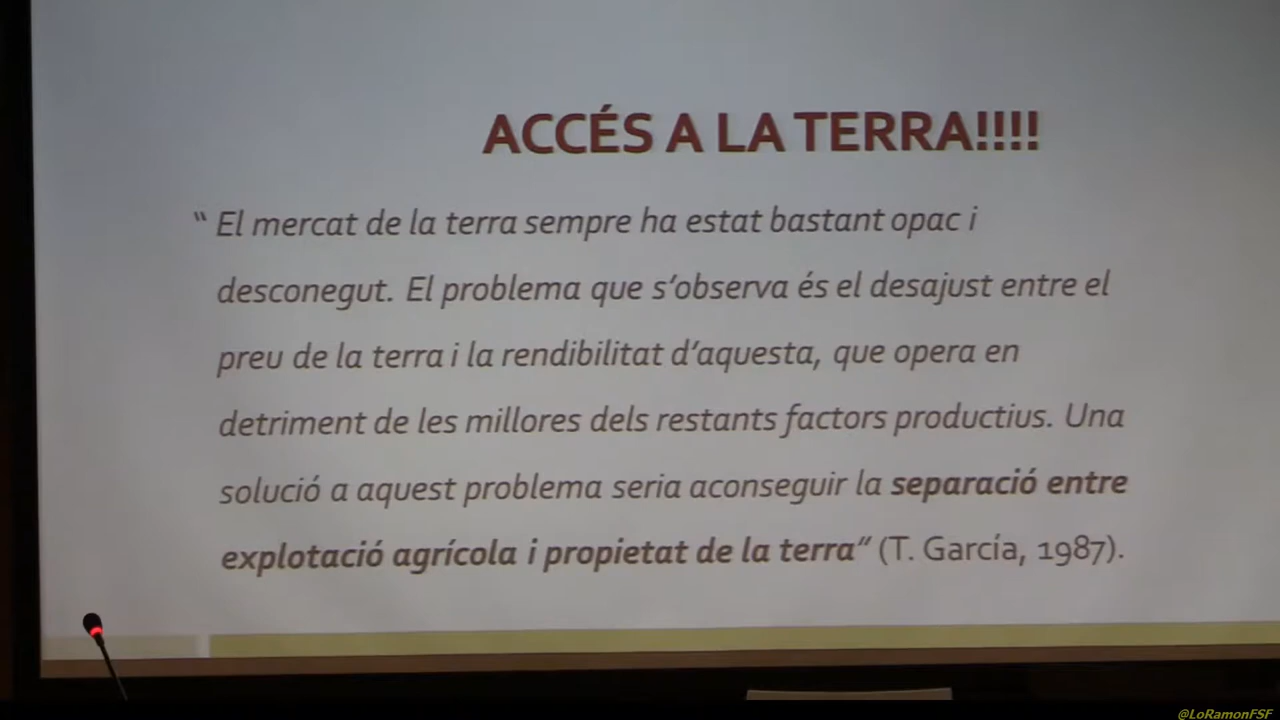 ACCÉS A LA TERRA!!!!
“ El mercat de la terra sempre ha estat bastant opac i
desconegut. El problema que s’observa és el desajust entre el
preu de la terra i la rendibilitat d’aquesta, que opera en
detriment de les millores dels restants factors productius. Una
solució a aquest problema seria aconseguir la separació entre
explotació agrícola i propietat de la terra“ (T. García, 1987).
@LoRamonFSF